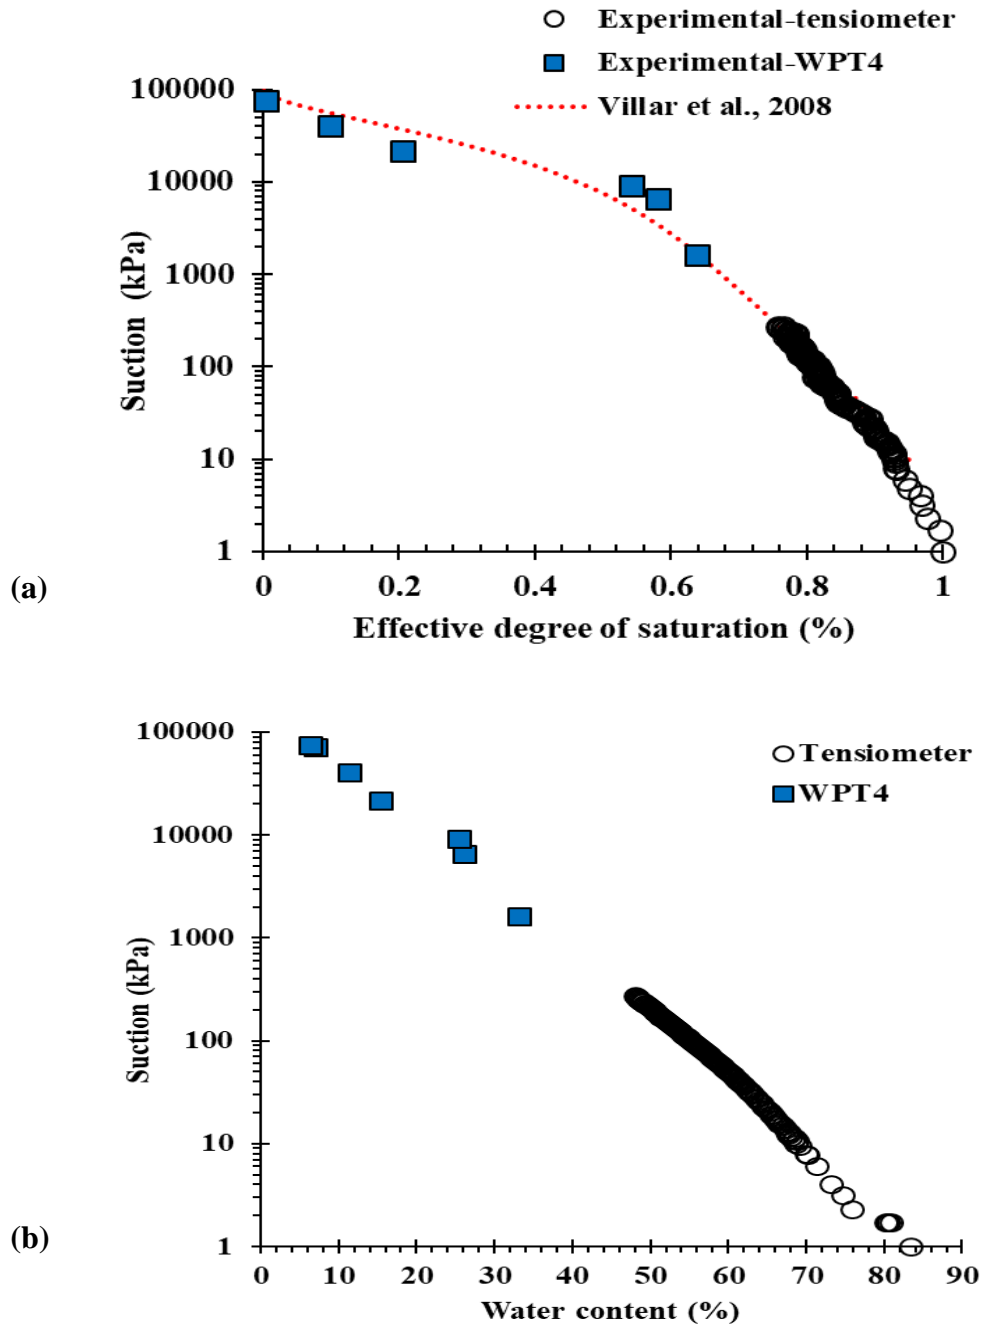 Experimental-tensiometer
Experimental-WPT4
Villar et al., 2008
100000
10000
1000
100
10
1
Suction (kPa)
0 0.2 0.4 0.6 0.8 1
Effective degree of saturation (%)
(a)
100000
10000
1000
100
10
1
Suction (kPa)
Tensiometer
WPT4
0 10 20 30 40 50 60 70 80 90
Water content (%)
(b)